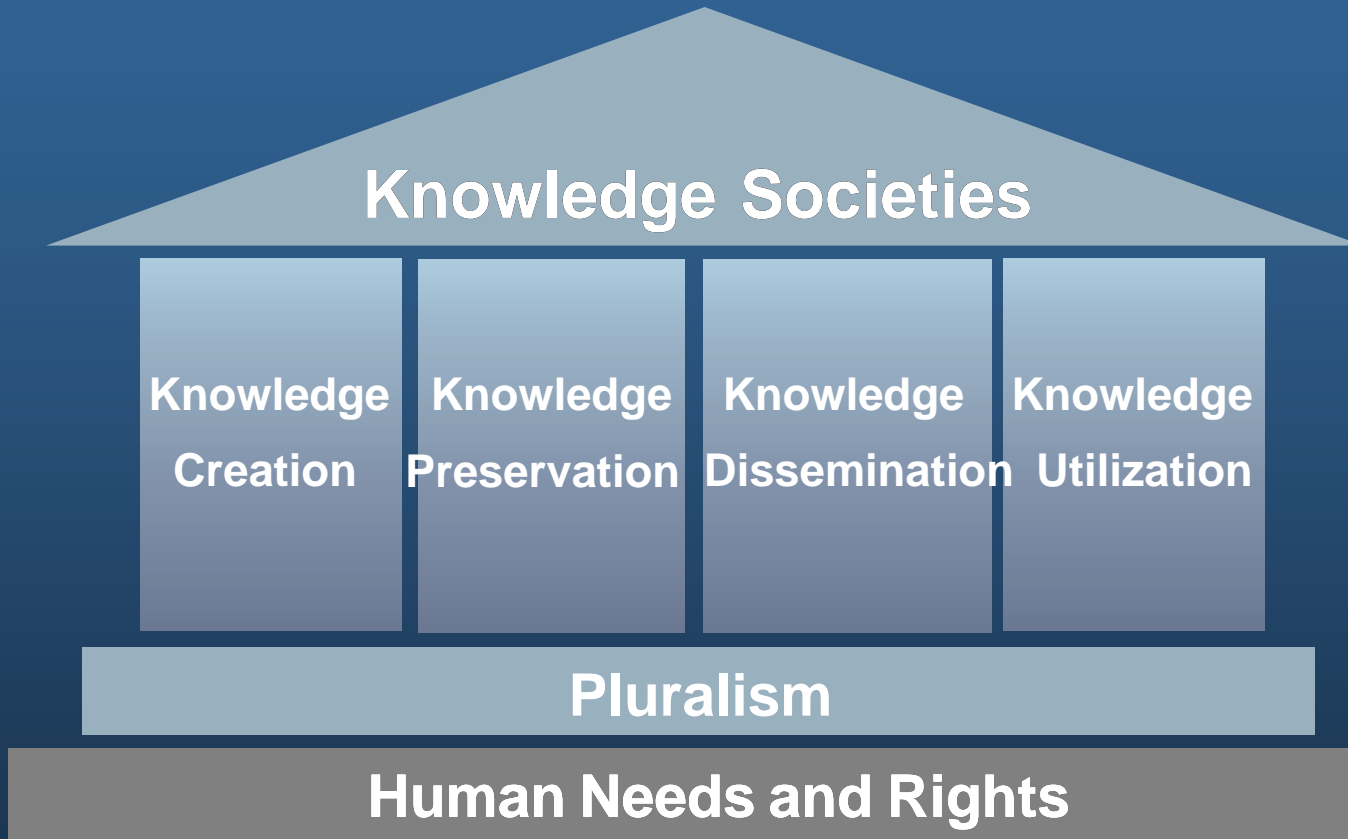 Knowledge Societies
Knowledge
Creation
Knowledge
Preservation
Knowledge
Dissemination
Knowledge
Utilization
Pluralism
Human Needs and Rights